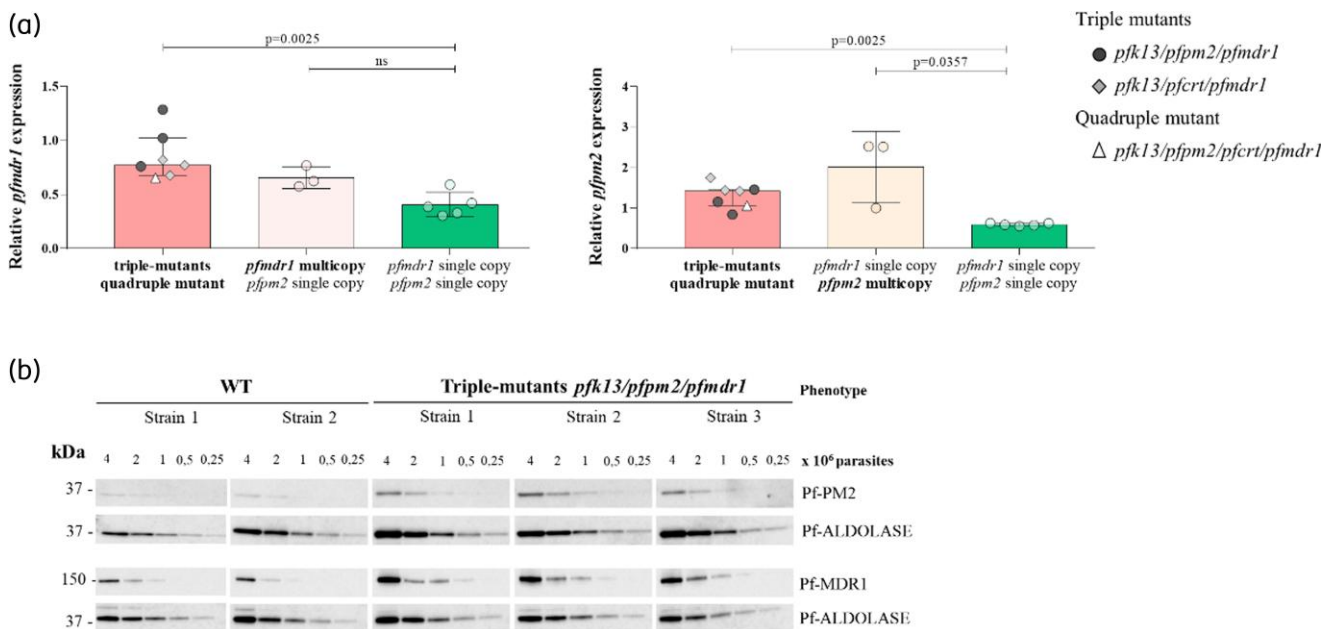 (a)
p=0.0025
ns
Relative pfmdr1 expression
1.5
1.0
0.5
0.0
triple-mutants
quadruple mutant
pfmdr1 multicopy
pfpm2 single copy
pfmdr1 single copy
pfpm2 single copy
p=0.0025
p=0.0357
Relative pfpm2 expression
4
3
2
1
0
triple-mutants
quadruple mutant
pfmdr1 single copy
pfpm2 multicopy
pfmdr1 single copy
pfpm2 single copy
Triple mutants
pfk13/pfpm2/pfmdr1
pfk13/pfcrt/pfmdr1
Quadruple mutant
pfk13/pfpm2/pfcrt/pfmdr1
(b)
WT Triple-mutants pfk13/pfpm2/pfmdr1 Phenotype
Strain 1 Strain 2 Strain 1 Strain 2 Strain 3
kDa 4 2 1 0,5 0,25 4 2 1 0,5 0,25 4 2 1 0,5 0,25 4 2 1 0,5 0,25 4 2 1 0,5 0,25 x 10⁶ parasites
37 - Pf-PM2
37 - Pf-ALDOLASE
150 - Pf-MDR1
37 - Pf-ALDOLASE